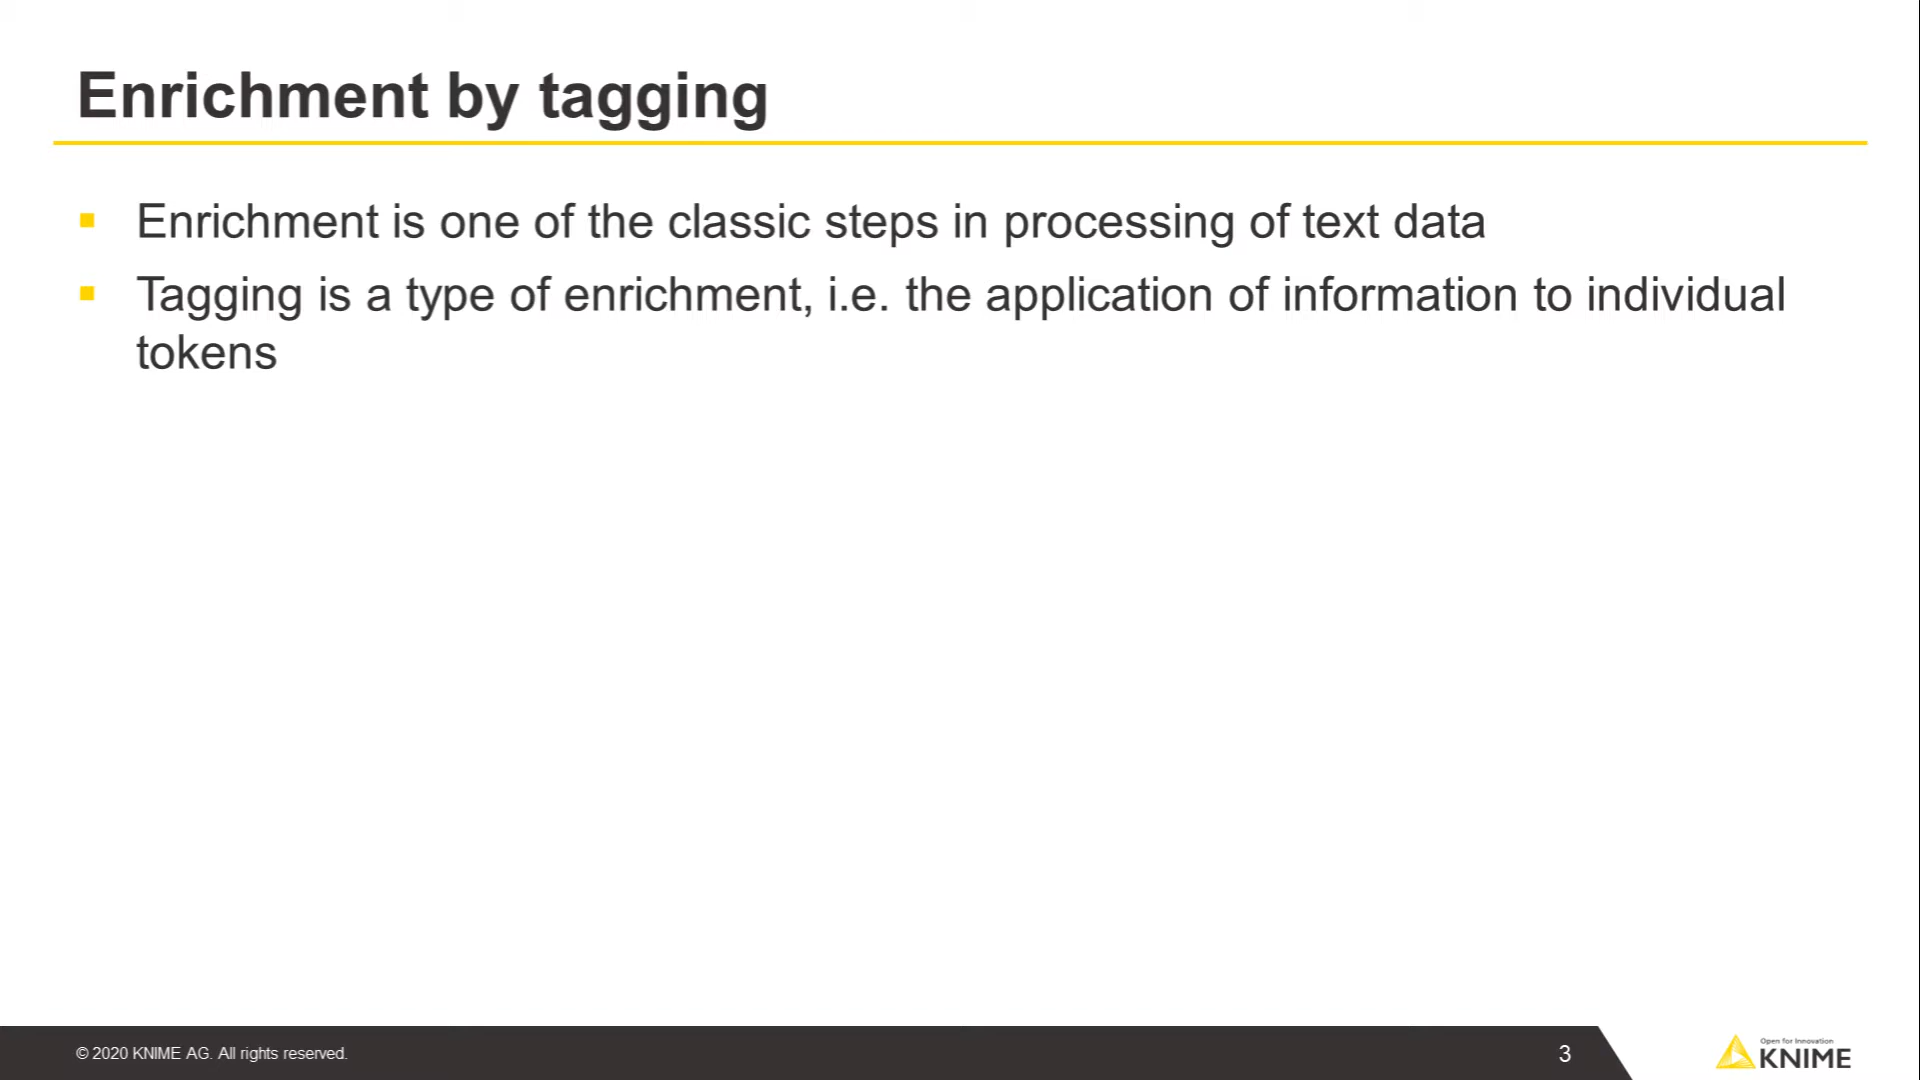 Enrichment by tagging
Enrichment is one of the classic steps in processing of text data
Tagging is a type of enrichment, i.e. the application of information to individual
tokens
© 2020 KNIME AG. All rights reserved.
3
Open for Innovation
KNIME